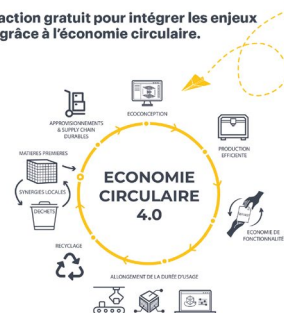 action gratuit pour intégrer les enjeux
grâce à l'économie circulaire.
ECOCONCEPTION
APPROVISIONNEMENTS
& SUPPLY CHAIN
DURABLES
PRODUCTION
EFFICIENTE
MATIERES PREMIERES
ECONOMIE
CIRCULAIRE
4.0
SYNERGIES LOCALES
DECHETS
ECONOMIE DE
FONCTIONNALITÉ
RECYCLAGE
ALLONGEMENT DE LA DURÉE D'USAGE